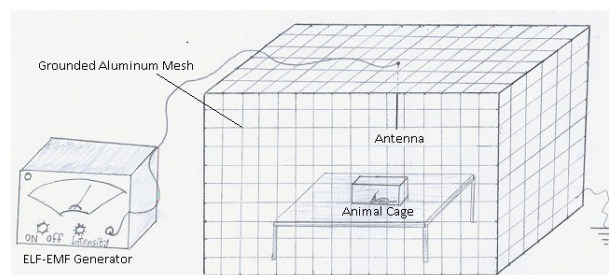 Grounded Aluminum Mesh
Antenna
Animal Cage
ON Off Intensity
ELF-EMF Generator